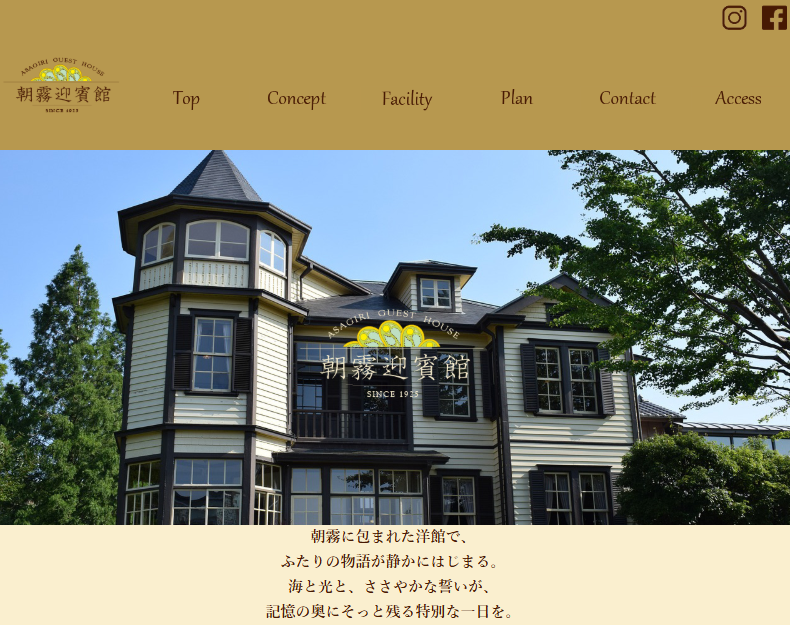 ASAGIRI GUEST HOUSE
朝霧迎賓館
SINCE 1925
Top
Concept
Facility
Plan
Contact
Access
ASAGIRI GUEST HOUSE
朝霧迎賓館
SINCE 1925
朝霧に包まれた洋館で、
ふたりの物語が静かにはじまる。
海と光と、ささやかな誓いが、
記憶の奥にそっと残る特別な一日を。